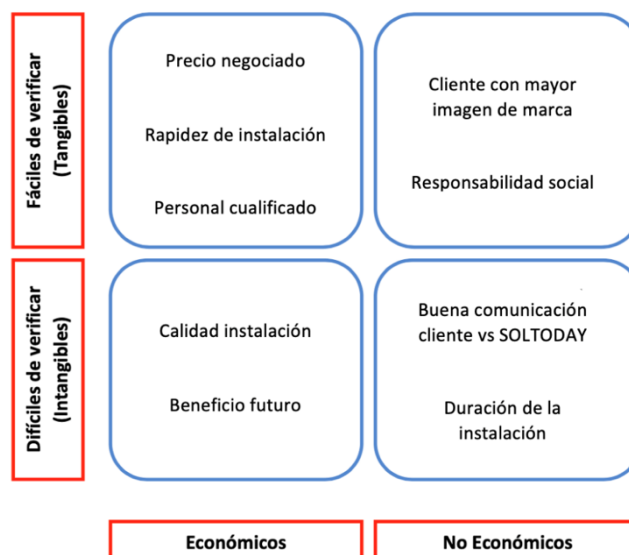 Fáciles de verificar
(Tangibles)
Precio negociado
Rapidez de instalación
Personal cualificado
Cliente con mayor
imagen de marca
Responsabilidad social
Difíciles de verificar
(Intangibles)
Calidad instalación
Beneficio futuro
Buena comunicación
cliente vs SOLTODAY
Duración de la
instalación
Económicos
No Económicos